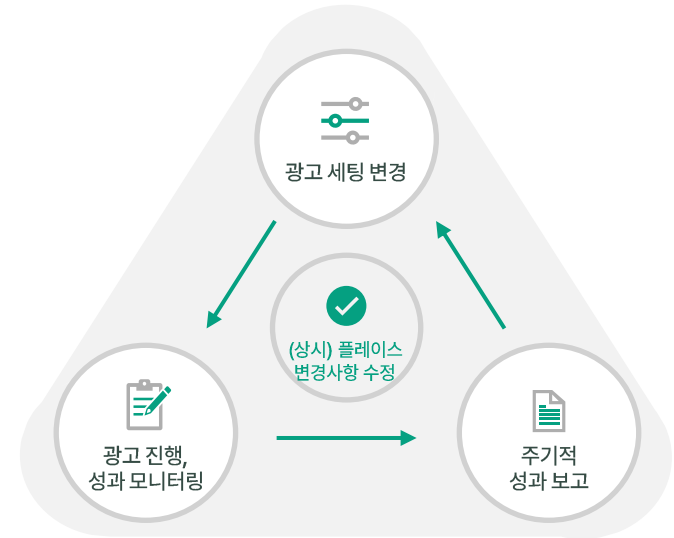 광고 세팅 변경
(상시) 플레이스
변경사항 수정
광고 진행,
성과 모니터링
주기적
성과 보고